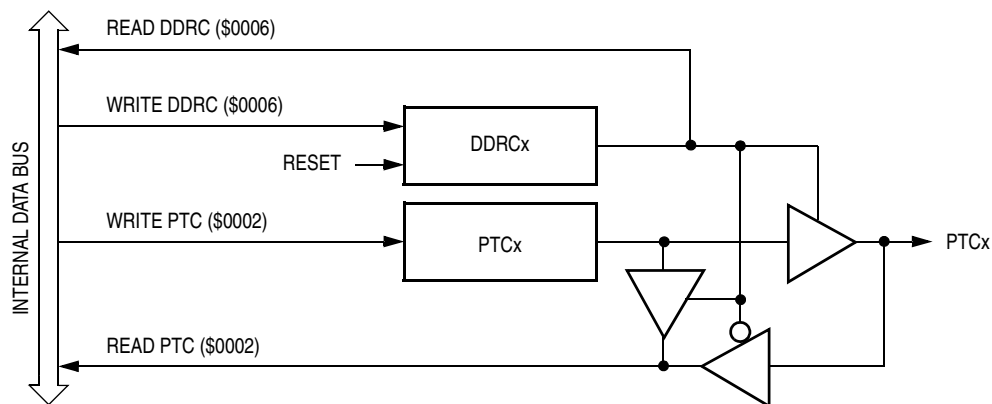 READ DDRC ($0006)
WRITE DDRC ($0006)
DDRCx
RESET
INTERNAL DATA BUS
WRITE PTC ($0002)
PTCx
PTCx
READ PTC ($0002)